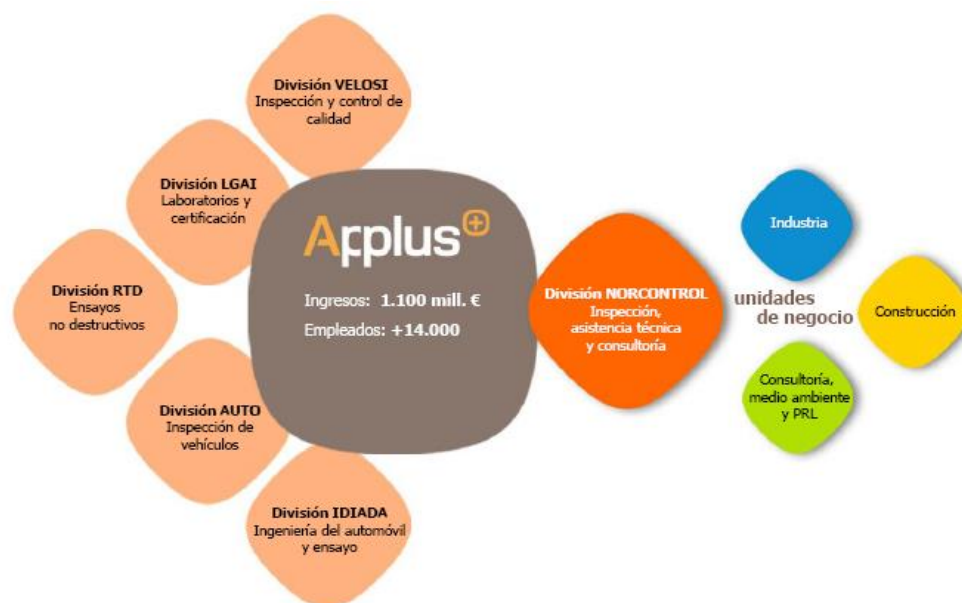 División VELOSI
Inspección y control de
calidad
División LGAI
Laboratorios y
certificación
División RTD
Ensayos
no destructivos
División AUTO
Inspección de
vehículos
División IDIADA
Ingeniería del automóvil
y ensayo
Applus+
Ingresos: 1.100 mill. €
Empleados: +14.000
División NORCONTROL
Inspección,
asistencia técnica
y consultoría
unidades
de negocio
Industria
Construcción
Consultoría,
medio ambiente
y PRL